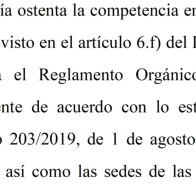 ía ostenta la competencia en
visto en el artículo 6.f) del
a el Reglamento Orgánico
ente de acuerdo con lo est
o 203/2019, de 1 de agosto
así como las sedes de las